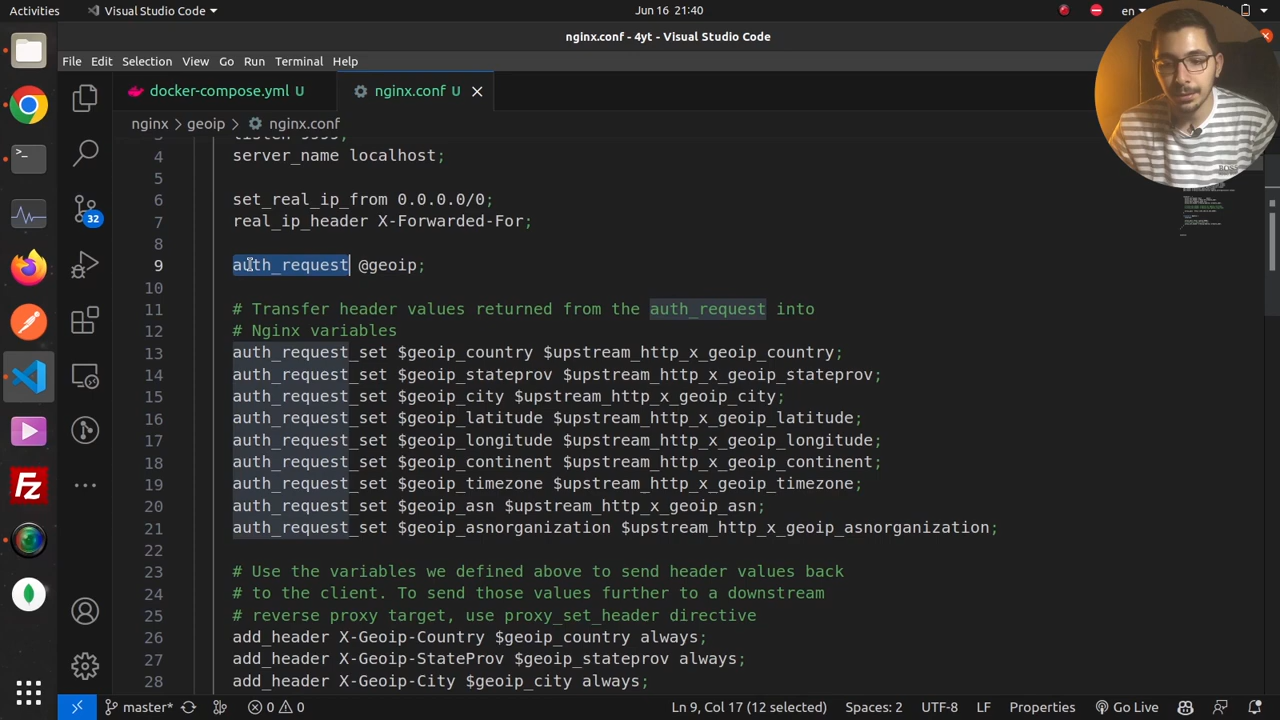 Activities
Visual Studio Code
Jun 16 21:40
en
nginx.conf - 4yt - Visual Studio Code
File Edit Selection View Go Run Terminal Help
docker-compose.yml U
nginx.conf U
nginx > geoip > nginx.conf
4 server_name localhost;
5
6 set_real_ip_from 0.0.0.0/0;
7 real_ip_header X-Forwarded-For;
8
9 auth_request @geoip;
10
11 # Transfer header values returned from the auth_request into
12 # Nginx variables
13 auth_request_set $geoip_country $upstream_http_x_geoip_country;
14 auth_request_set $geoip_stateprov $upstream_http_x_geoip_stateprov;
15 auth_request_set $geoip_city $upstream_http_x_geoip_city;
16 auth_request_set $geoip_latitude $upstream_http_x_geoip_latitude;
17 auth_request_set $geoip_longitude $upstream_http_x_geoip_longitude;
18 auth_request_set $geoip_continent $upstream_http_x_geoip_continent;
19 auth_request_set $geoip_timezone $upstream_http_x_geoip_timezone;
20 auth_request_set $geoip_asn $upstream_http_x_geoip_asn;
21 auth_request_set $geoip_asnorganization $upstream_http_x_geoip_asnorganization;
22
23 # Use the variables we defined above to send header values back
24 # to the client. To send those values further to a downstream
25 # reverse proxy target, use proxy_set_header directive
26 add_header X-Geoip-Country $geoip_country always;
27 add_header X-Geoip-StateProv $geoip_stateprov always;
28 add_header X-Geoip-City $geoip_city always;
32
FZ
BOSS
master* 0 0 Ln 9, Col 17 (12 selected) Spaces: 2 UTF-8 LF Properties Go Live